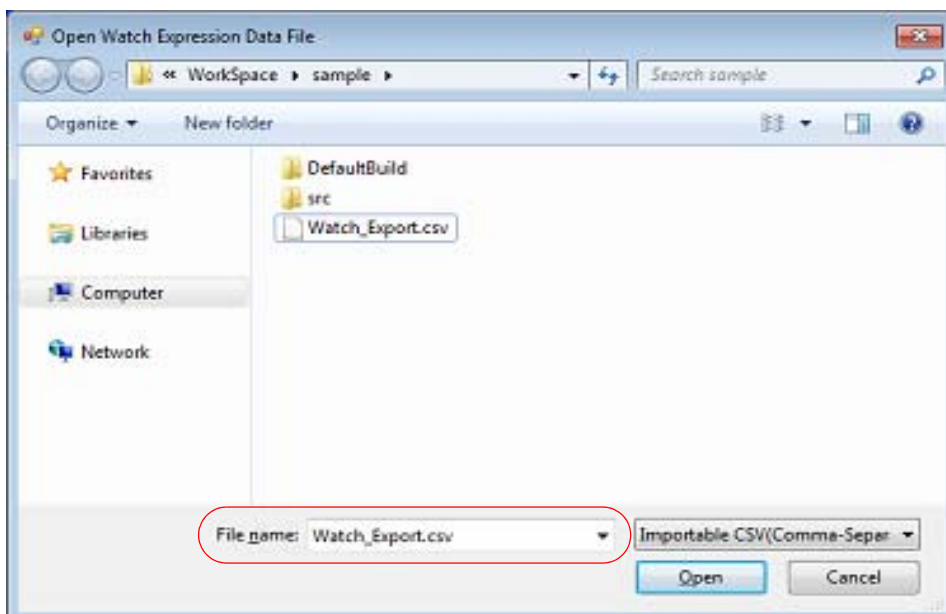 Open Watch Expression Data File
« WorkSpace ▸ sample ▸
Search sample
Organize
New folder
Favorites
Libraries
Computer
Network
DefaultBuild
src
Watch_Export.csv
File name: Watch_Export.csv
Importable CSV(Comma-Separ
Open
Cancel